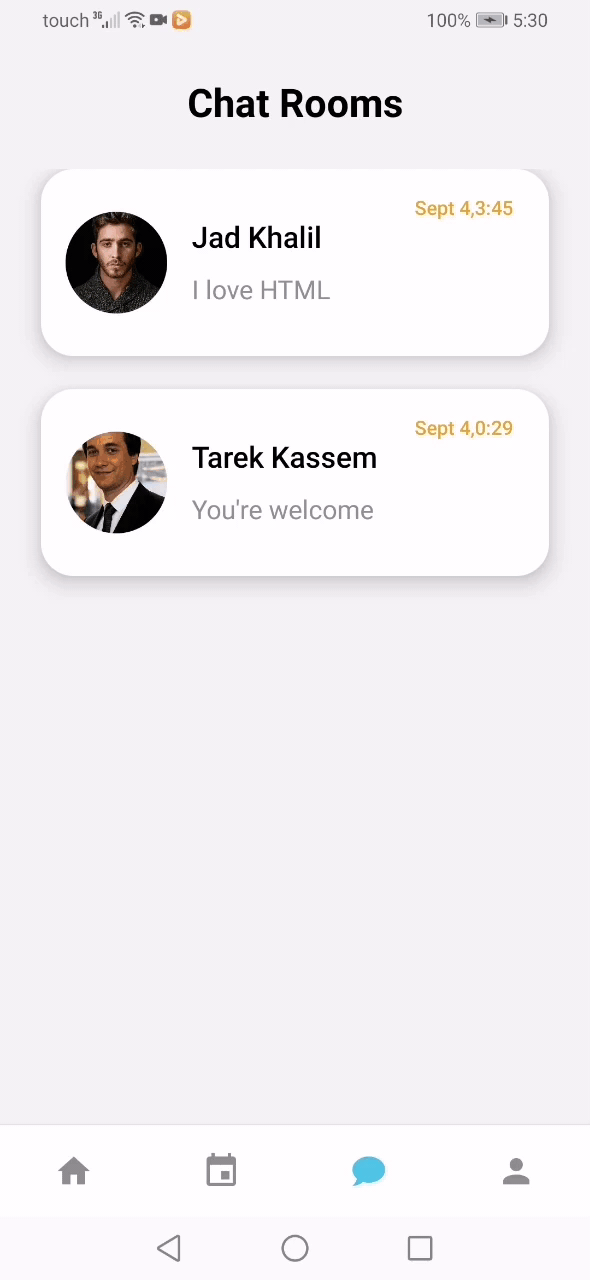 touch 3G 100% 5:30
Chat Rooms
Sept 4,3:45
Jad Khalil
I love HTML
Sept 4,0:29
Tarek Kassem
You're welcome